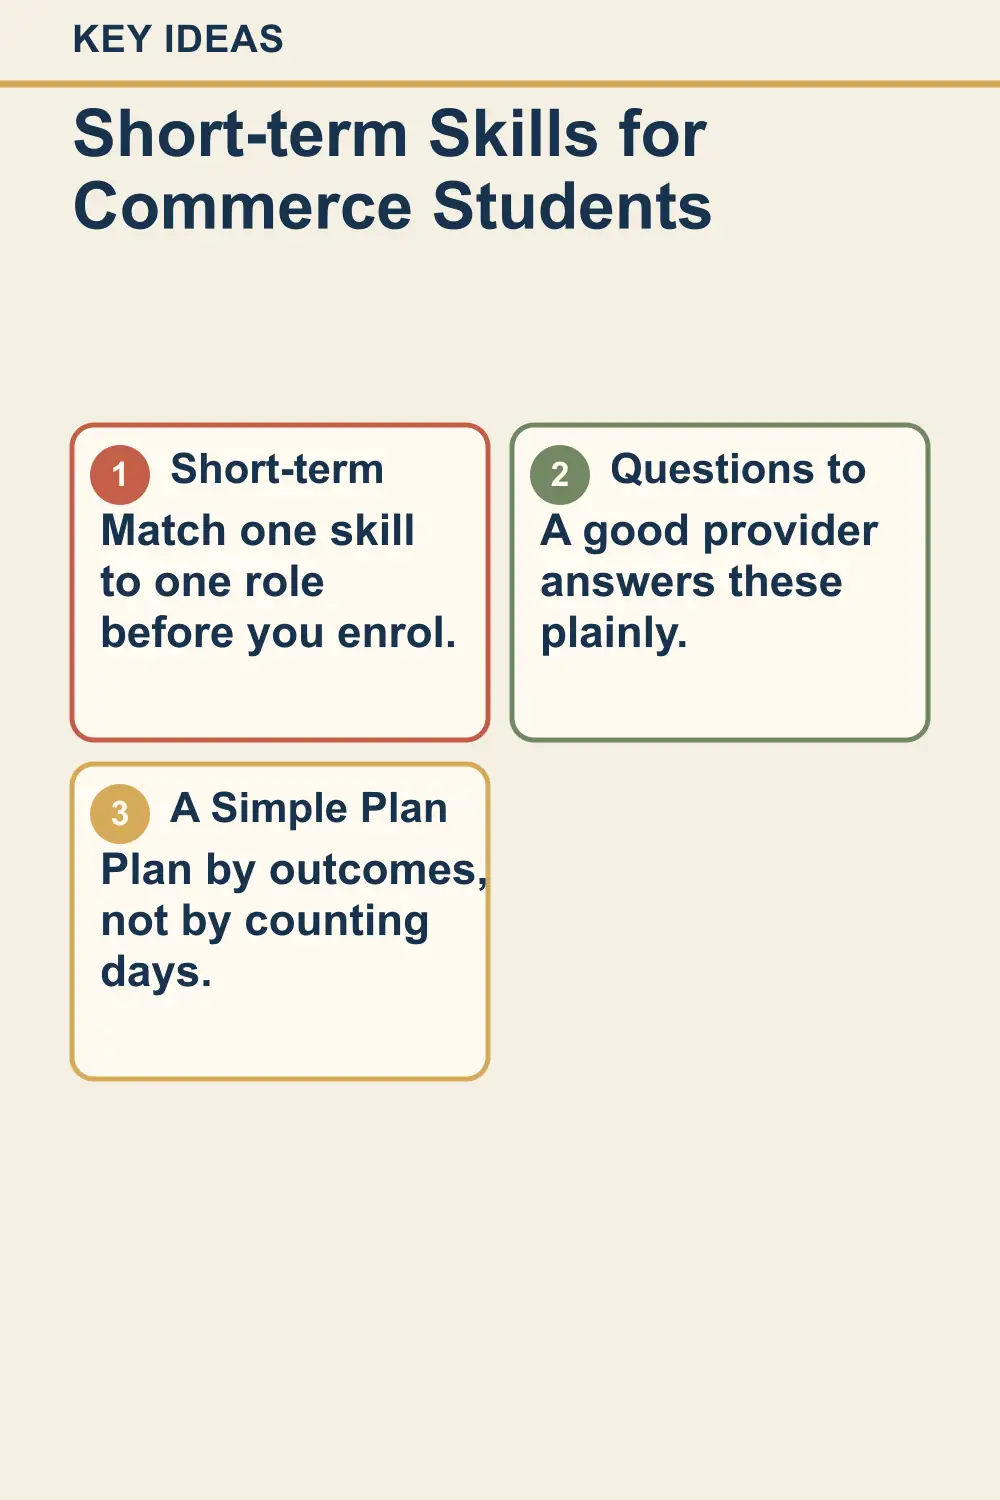 KEY IDEAS
Short-term Skills for
Commerce Students
1 Short-term
Match one skill
to one role
before you enrol.
2 Questions to
A good provider
answers these
plainly.
3 A Simple Plan
Plan by outcomes,
not by counting
days.